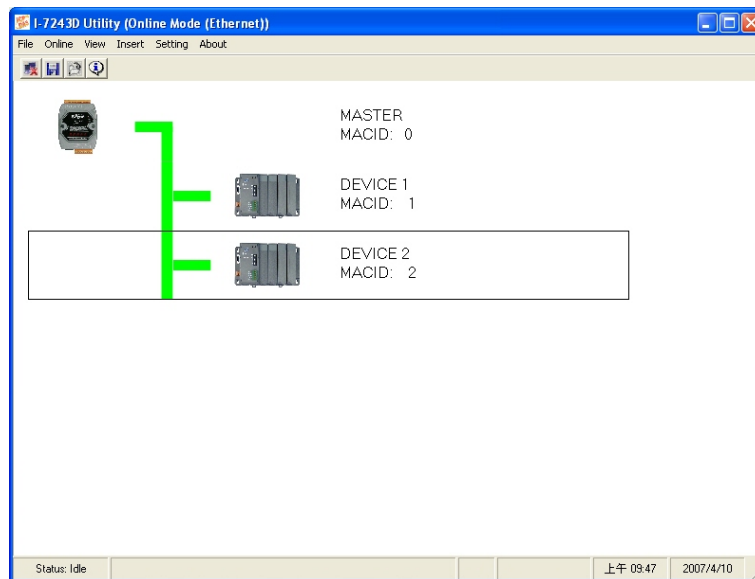 I-7243D Utility (Online Mode (Ethernet))
File Online View Insert Setting About
MASTER
MACID: 0
DEVICE 1
MACID: 1
DEVICE 2
MACID: 2
Status: Idle
上午 09:47
2007/4/10